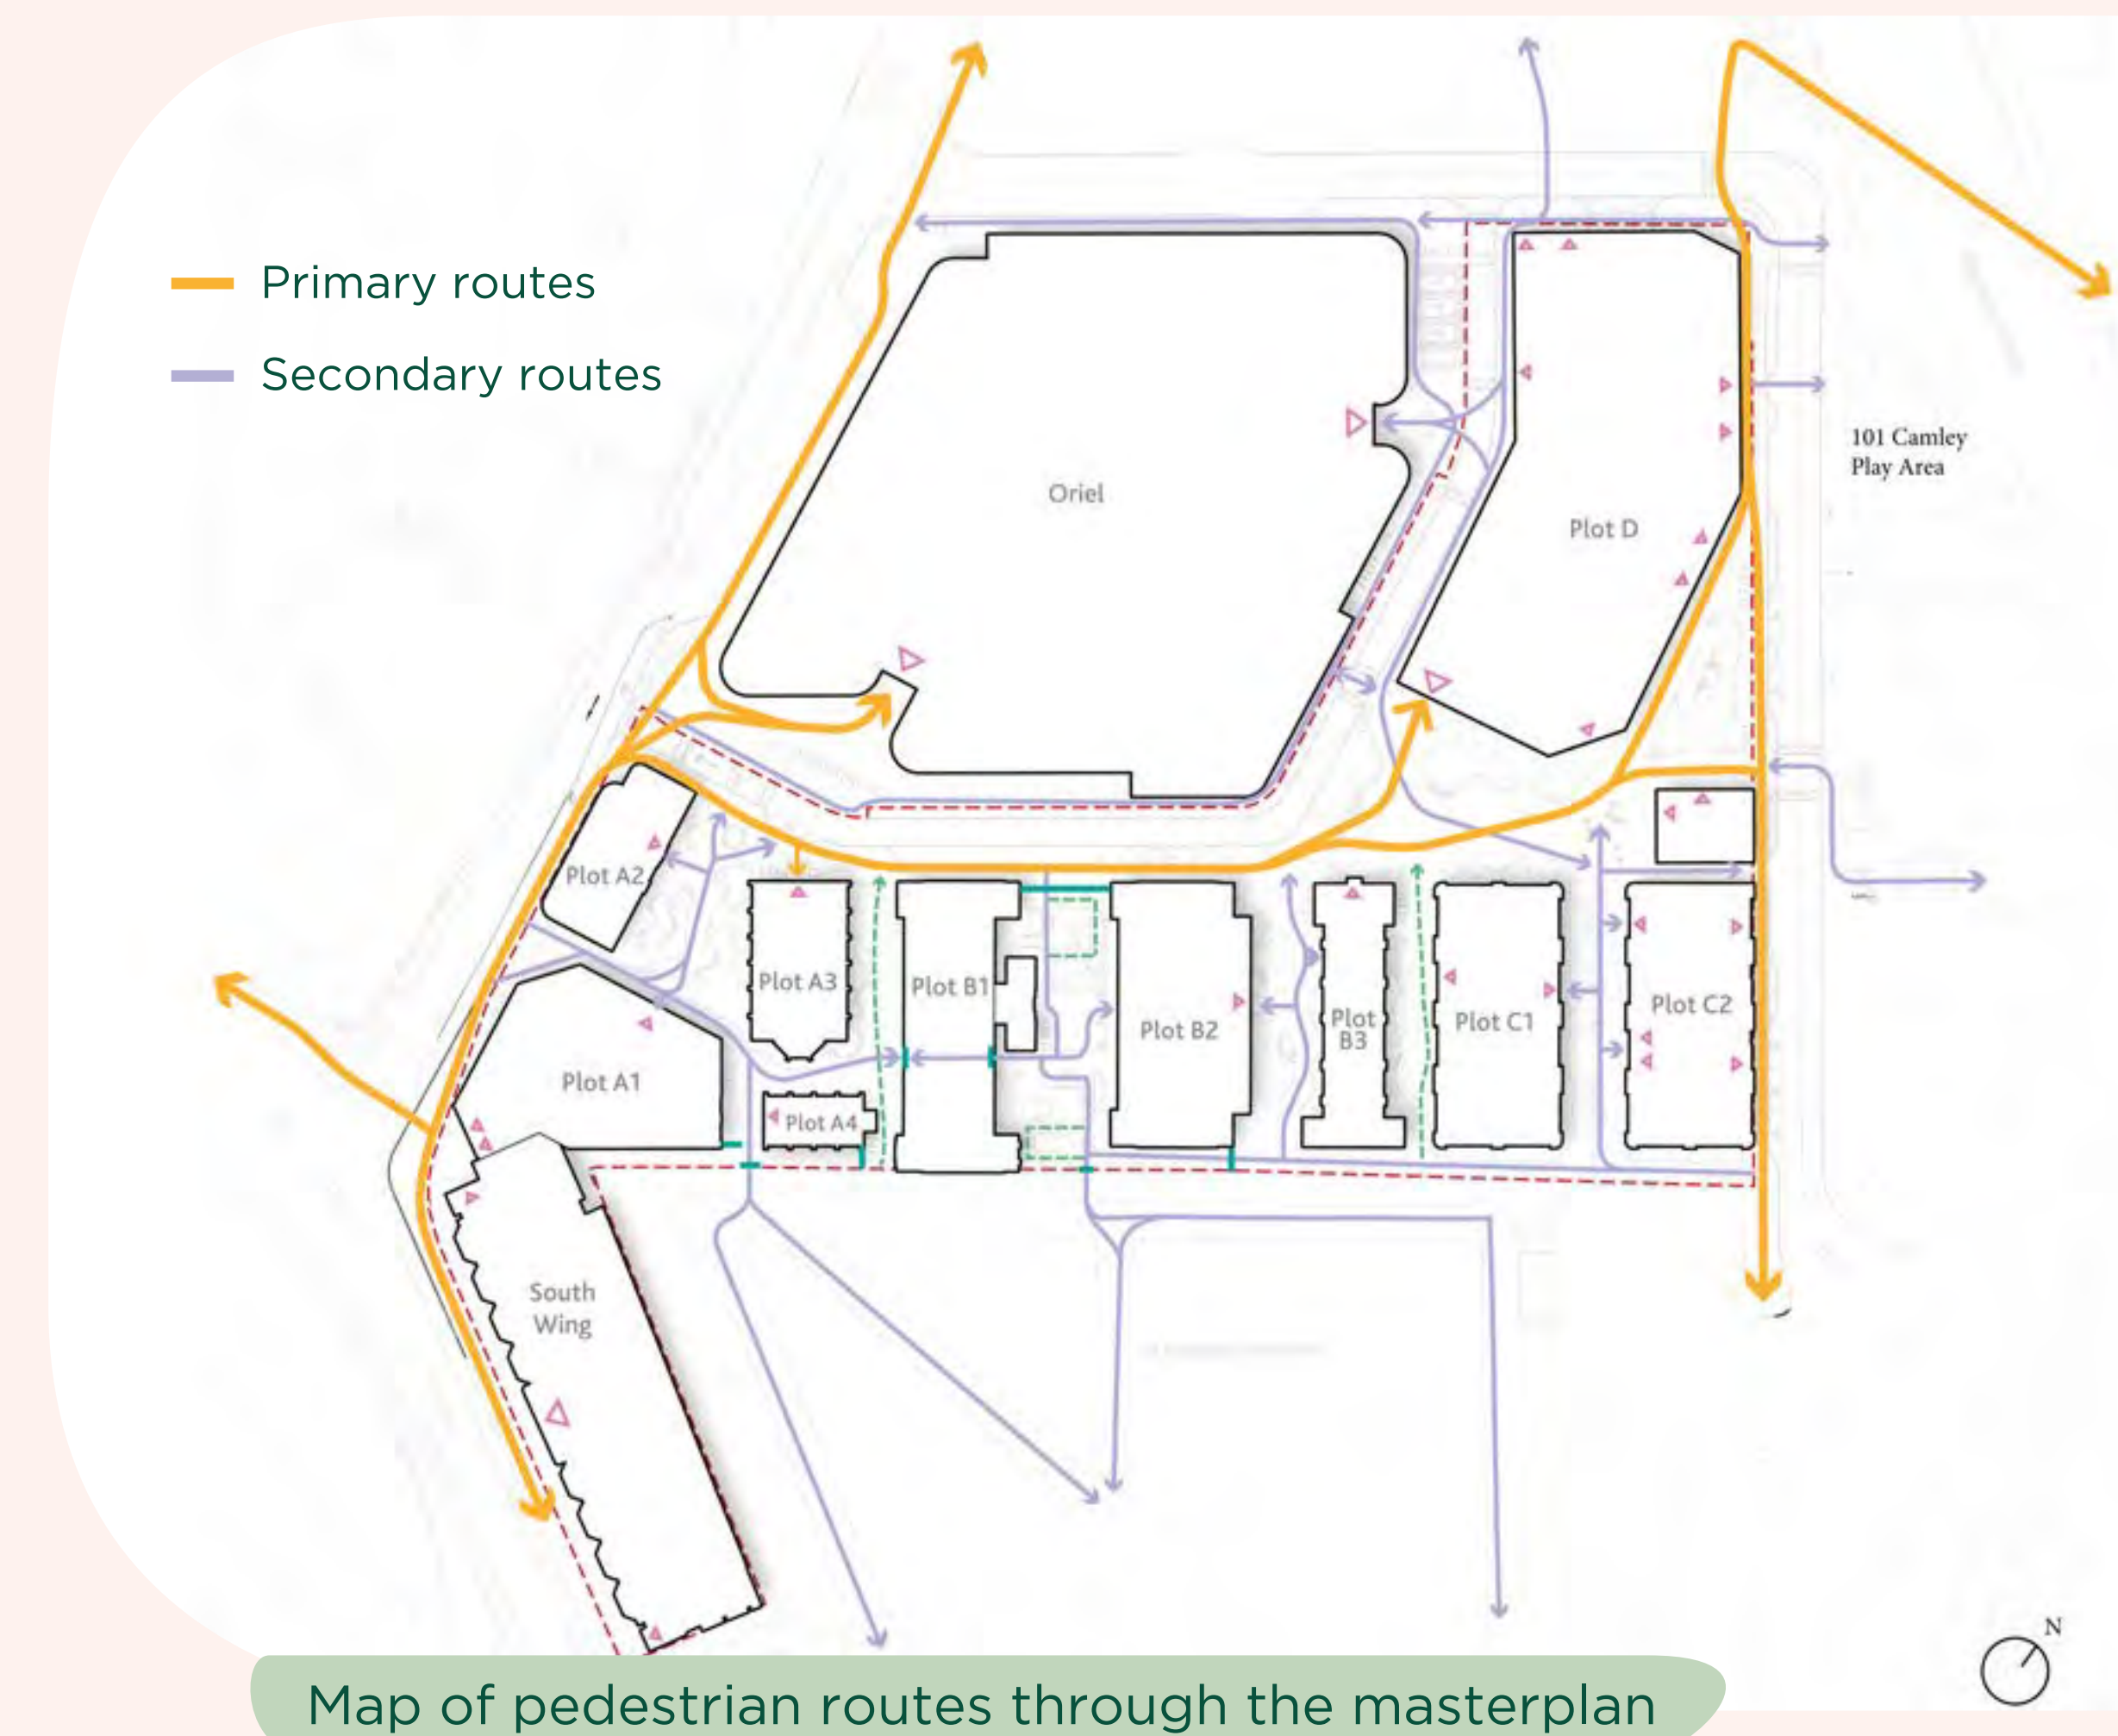 Primary routes
Secondary routes
101 Camley
Play Area
Oriel
Plot D
Plot A2
Plot A3
Plot B1
Plot B2
Plot
B3
Plot C1
Plot C2
Plot A1
Plot A4
South
Wing
N
Map of pedestrian routes through the masterplan